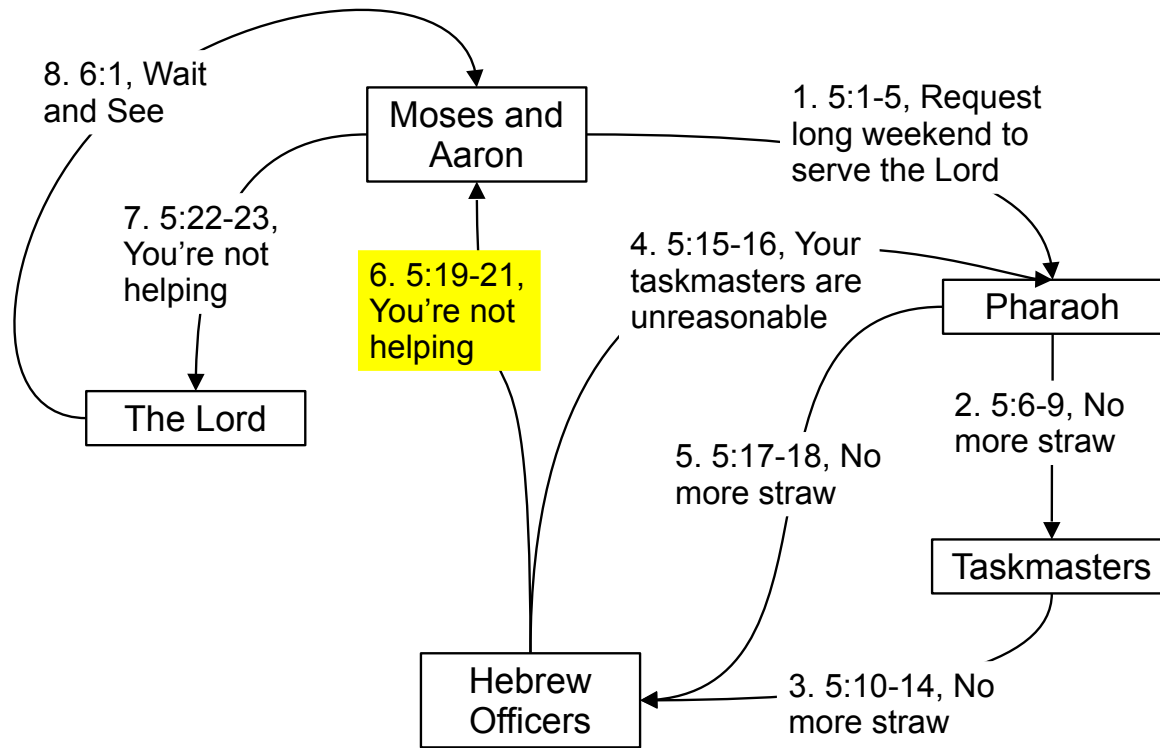 8. 6:1, Wait
and See
Moses and
Aaron
1. 5:1-5, Request
long weekend to
serve the Lord
7. 5:22-23,
You’re not
helping
6. 5:19-21,
You’re not
helping
4. 5:15-16, Your
taskmasters are
unreasonable
Pharaoh
The Lord
2. 5:6-9, No
more straw
5. 5:17-18, No
more straw
Taskmasters
Hebrew
Officers
3. 5:10-14, No
more straw